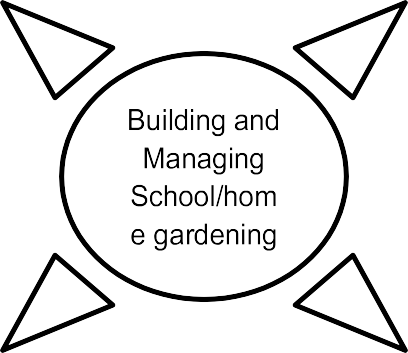 Building and
Managing
School/hom
e gardening